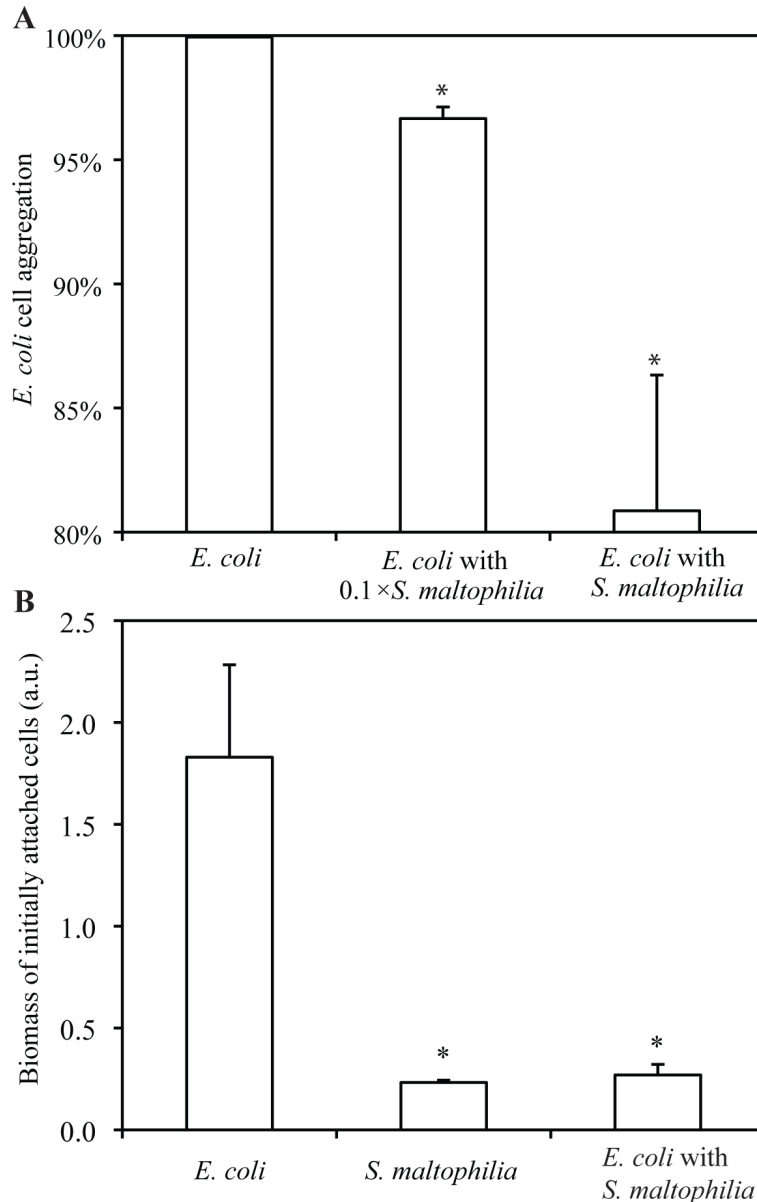 A
100%
95%
90%
85%
80%
E. coli cell aggregation
*
*
E. coli
E. coli with
0.1×S. maltophilia
E. coli with
S. maltophilia
B
2.5
2.0
1.5
1.0
0.5
0.0
Biomass of initially attached cells (a.u.)
*
*
E. coli
S. maltophilia
E. coli with
S. maltophilia